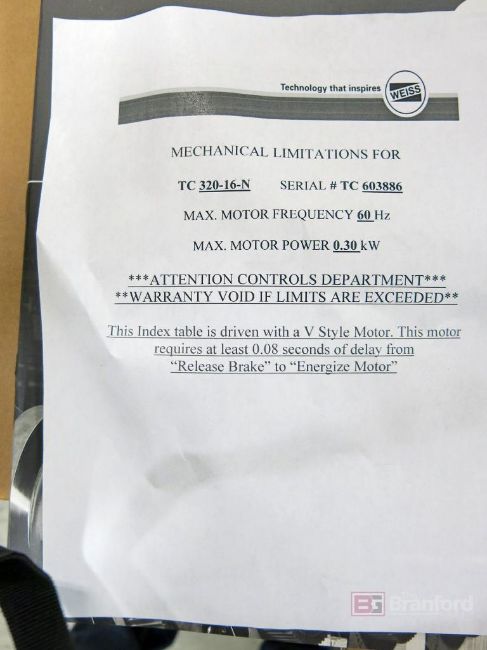 Technology that inspires WEISS
MECHANICAL LIMITATIONS FOR
TC 320-16-N SERIAL # TC 603886
MAX. MOTOR FREQUENCY 60 Hz
MAX. MOTOR POWER 0.30 kW
***ATTENTION CONTROLS DEPARTMENT***
**WARRANTY VOID IF LIMITS ARE EXCEEDED**
This Index table is driven with a V Style Motor. This motor
requires at least 0.08 seconds of delay from
“Release Brake” to “Energize Motor”
BG Branford